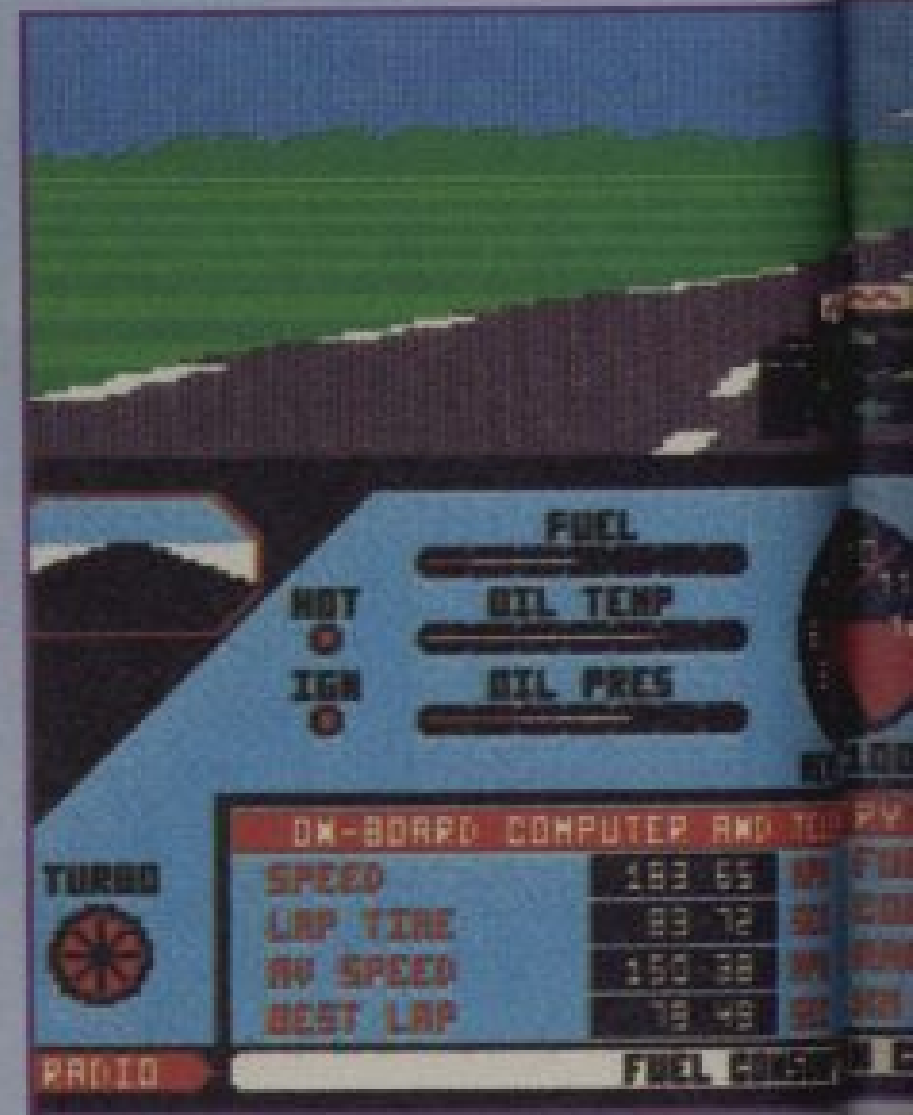 FUEL
HOT OIL TEMP
IGN OIL PRES
ON-BOARD COMPUTER AND
TURBO
SPEED 183 65
LAP TIME 83 72
AV SPEED 150 38
BEST LAP 78 49
RADIO
FUEL